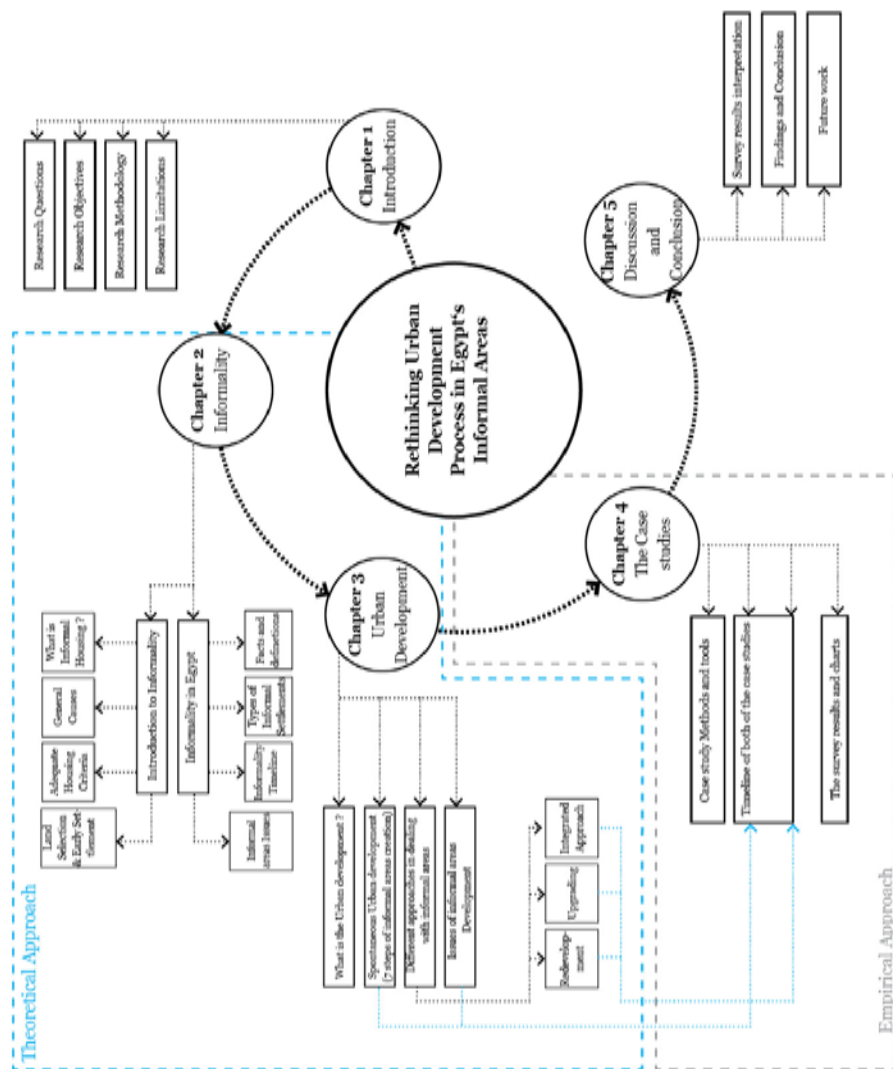 Rethinking Urban
Development
Process in Egypt's
Informal Areas
Chapter 1
Introduction
Research Questions
Research Objectives
Research Methodology
Research Limitations
Theoretical Approach
Chapter 2
Informality
Introduction to Informality
What is
Informal
Housing ?
General
Causes
Adequate
Housing
Criteria
Land
Selection
& Early Set-
tlement
Informality in Egypt
Facts and
definetions
Types of
Informal
Settlements
Informality
Timeline
Informal
areas Issues
Chapter 3
Urban
Development
What is the Urban development ?
Spontaneous Urban development
(7 steps of informal areas creation)
Different approaches in dealing
with informal areas
Issues of informal areas
Development
Integrated
Approach
Upgrading
Redevelop-
ment
Empirical Approach
Chapter 4
The Case
studies
Case study Methods and tools
Timeline of both of the case studies
The survey results and charts
Chapter 5
Discussion
and
Conclusion
Survey results interpretation
Findings and Conclusion
Future work